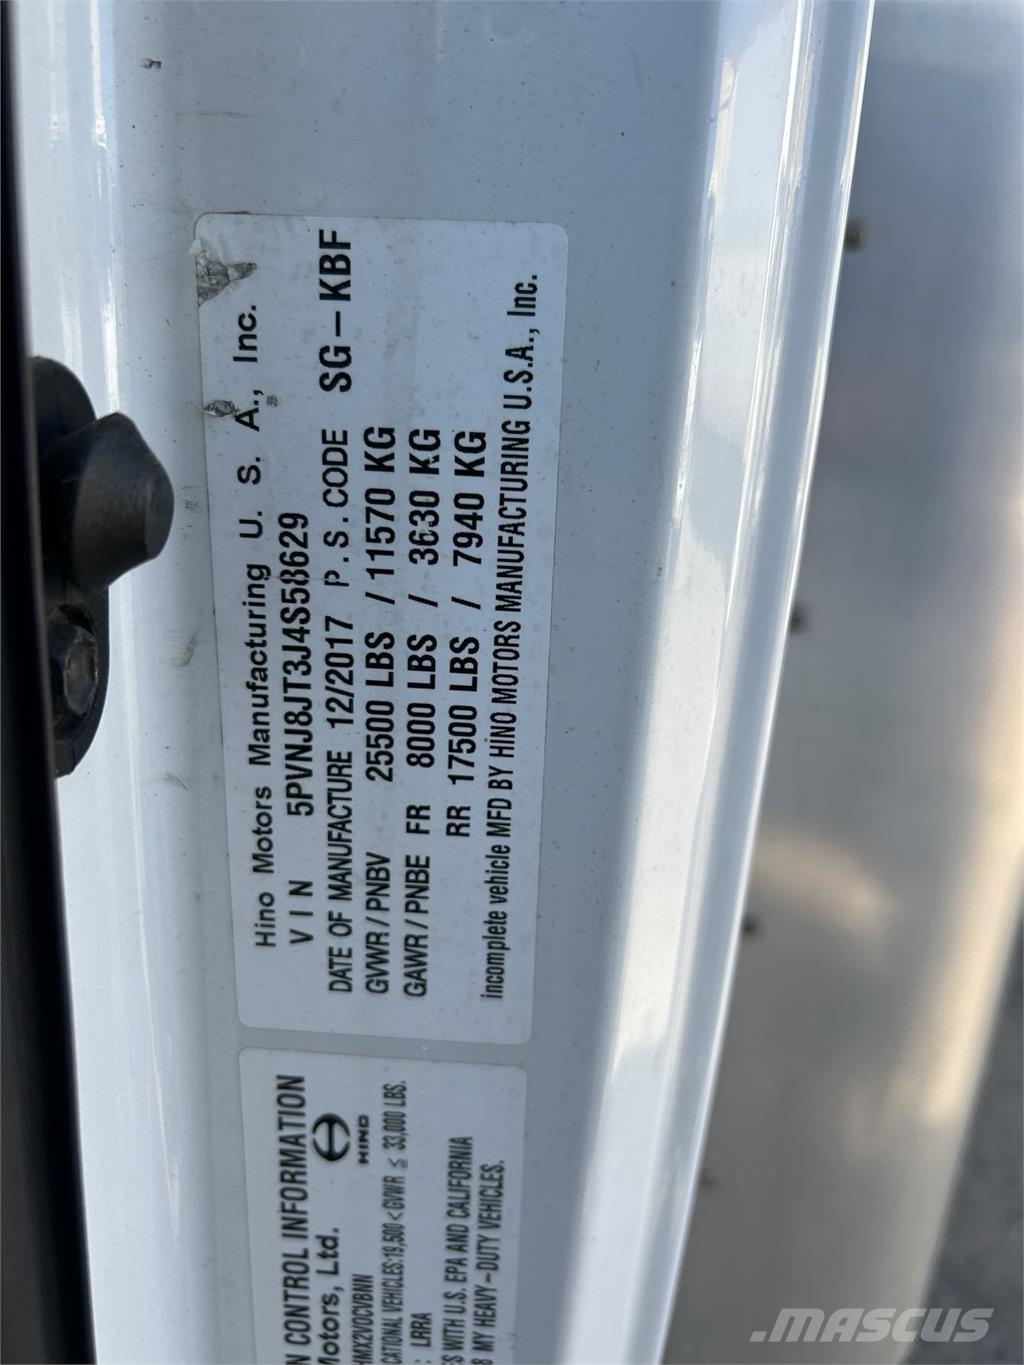 Hino Motors Manufacturing U. S. A., Inc.
VIN 5PVNJ8JT3J4S58629
DATE OF MANUFACTURE 12/2017 P.S.CODE SG-KBF
GVWR/PNBV 25500 LBS / 11570 KG
GAWR/PNBE FR 8000 LBS / 3630 KG
RR 17500 LBS / 7940 KG
incomplete vehicle MFD BY HINO MOTORS MANUFACTURING U.S.A., Inc.
CONTROL INFORMATION
Motors, Ltd.
HINO
HMX2V0CVBNN
CATIONAL VEHICLES:19,500<GVWR ≤ 33,000 LBS.
: LRRA
S WITH U.S. EPA AND CALIFORNIA
8 MY HEAVY-DUTY VEHICLES.
MASCUS